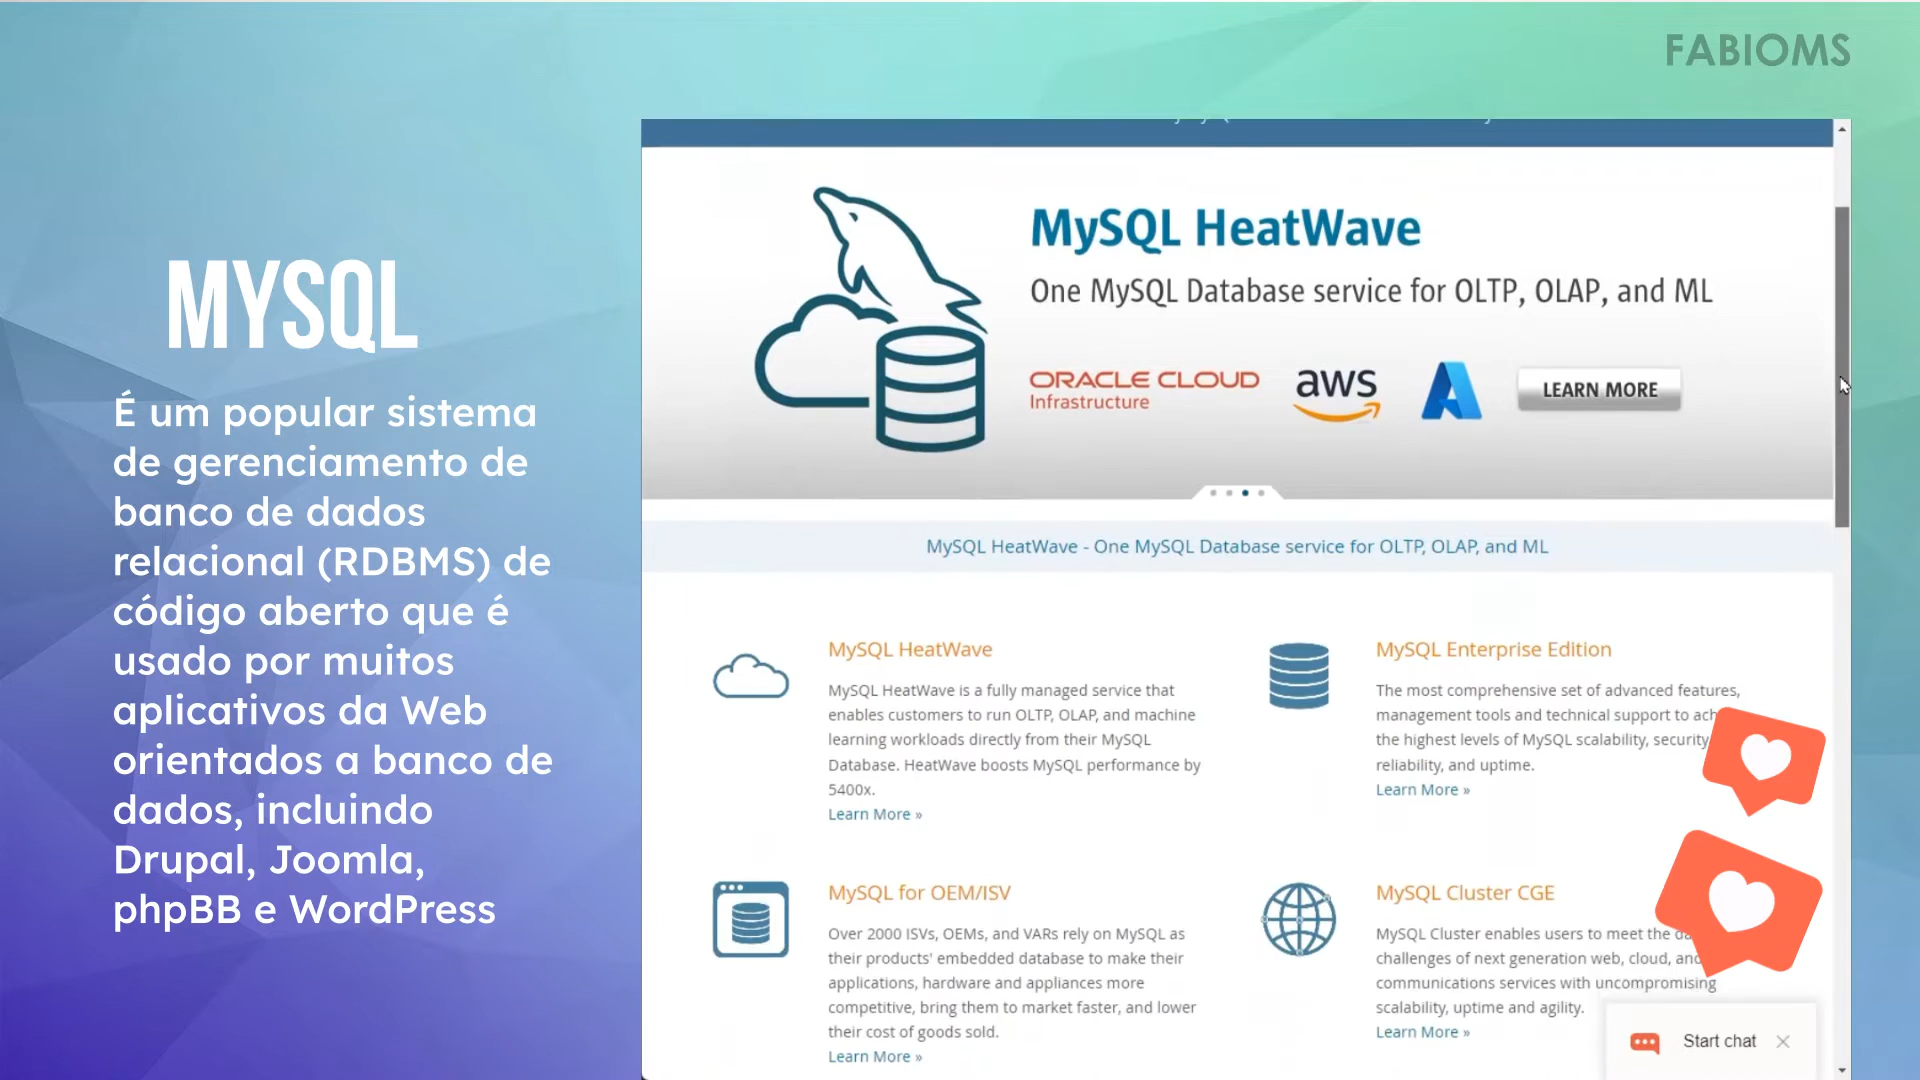 FABIOMS
MYSQL
É um popular sistema
de gerenciamento de
banco de dados
relacional (RDBMS) de
código aberto que é
usado por muitos
aplicativos da Web
orientados a banco de
dados, incluindo
Drupal, Joomla,
phpBB e WordPress
MySQL HeatWave
One MySQL Database service for OLTP, OLAP, and ML
ORACLE CLOUD
Infrastructure
aws
LEARN MORE
MySQL HeatWave - One MySQL Database service for OLTP, OLAP, and ML
MySQL HeatWave
MySQL HeatWave is a fully managed service that
enables customers to run OLTP, OLAP, and machine
learning workloads directly from their MySQL
Database. HeatWave boosts MySQL performance by
5400x.
Learn More »
MySQL Enterprise Edition
The most comprehensive set of advanced features,
management tools and technical support to
the highest levels of MySQL scalability, security
reliability, and uptime.
Learn More »
MySQL for OEM/ISV
Over 2000 ISVs, OEMs, and VARs rely on MySQL as
their products' embedded database to make their
applications, hardware and appliances more
competitive, bring them to market faster, and lower
their cost of goods sold.
Learn More »
MySQL Cluster CGE
MySQL Cluster enables users to meet the
challenges of next generation web, cloud, and
communications services with uncompromising
scalability, uptime and agility.
Learn More »
Start chat